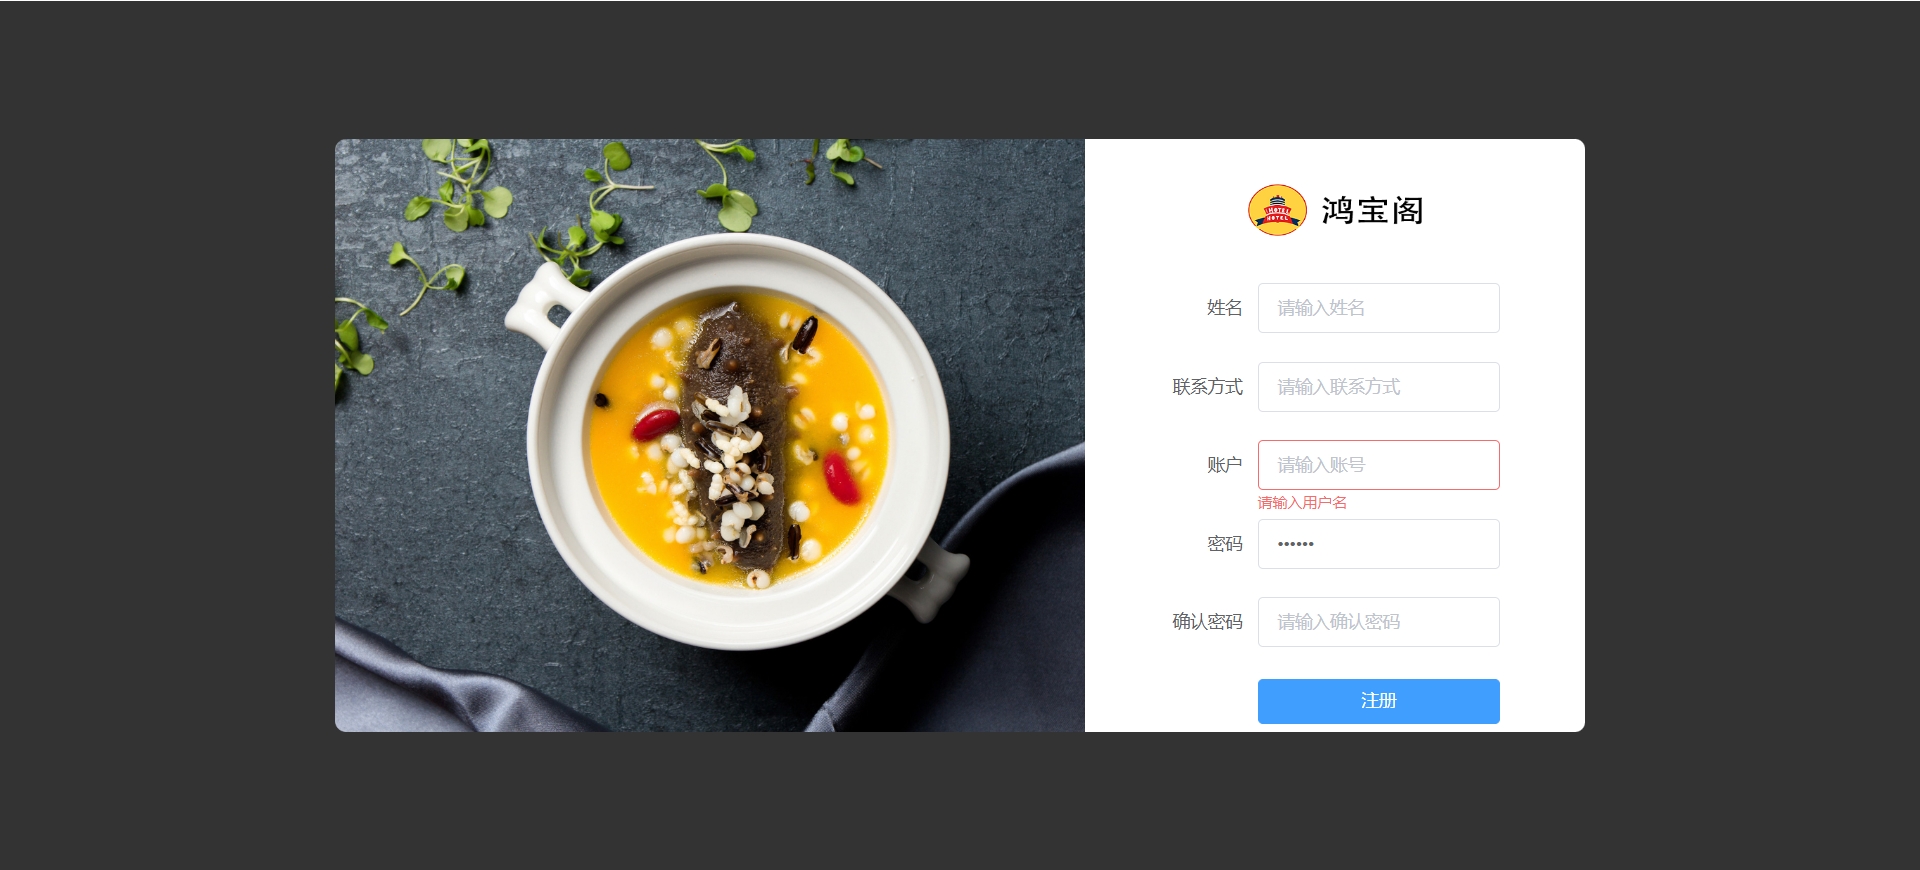 HOTEL
HOTEL
鸿宝阁
姓名 请输入姓名
联系方式 请输入联系方式
账户 请输入账号
请输入用户名
密码 ••••••
确认密码 请输入确认密码
注册